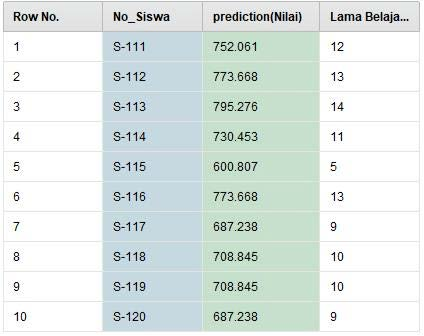 Row No. No_Siswa prediction(Nilai) Lama Belaja...
1 S-111 752.061 12
2 S-112 773.668 13
3 S-113 795.276 14
4 S-114 730.453 11
5 S-115 600.807 5
6 S-116 773.668 13
7 S-117 687.238 9
8 S-118 708.845 10
9 S-119 708.845 10
10 S-120 687.238 9